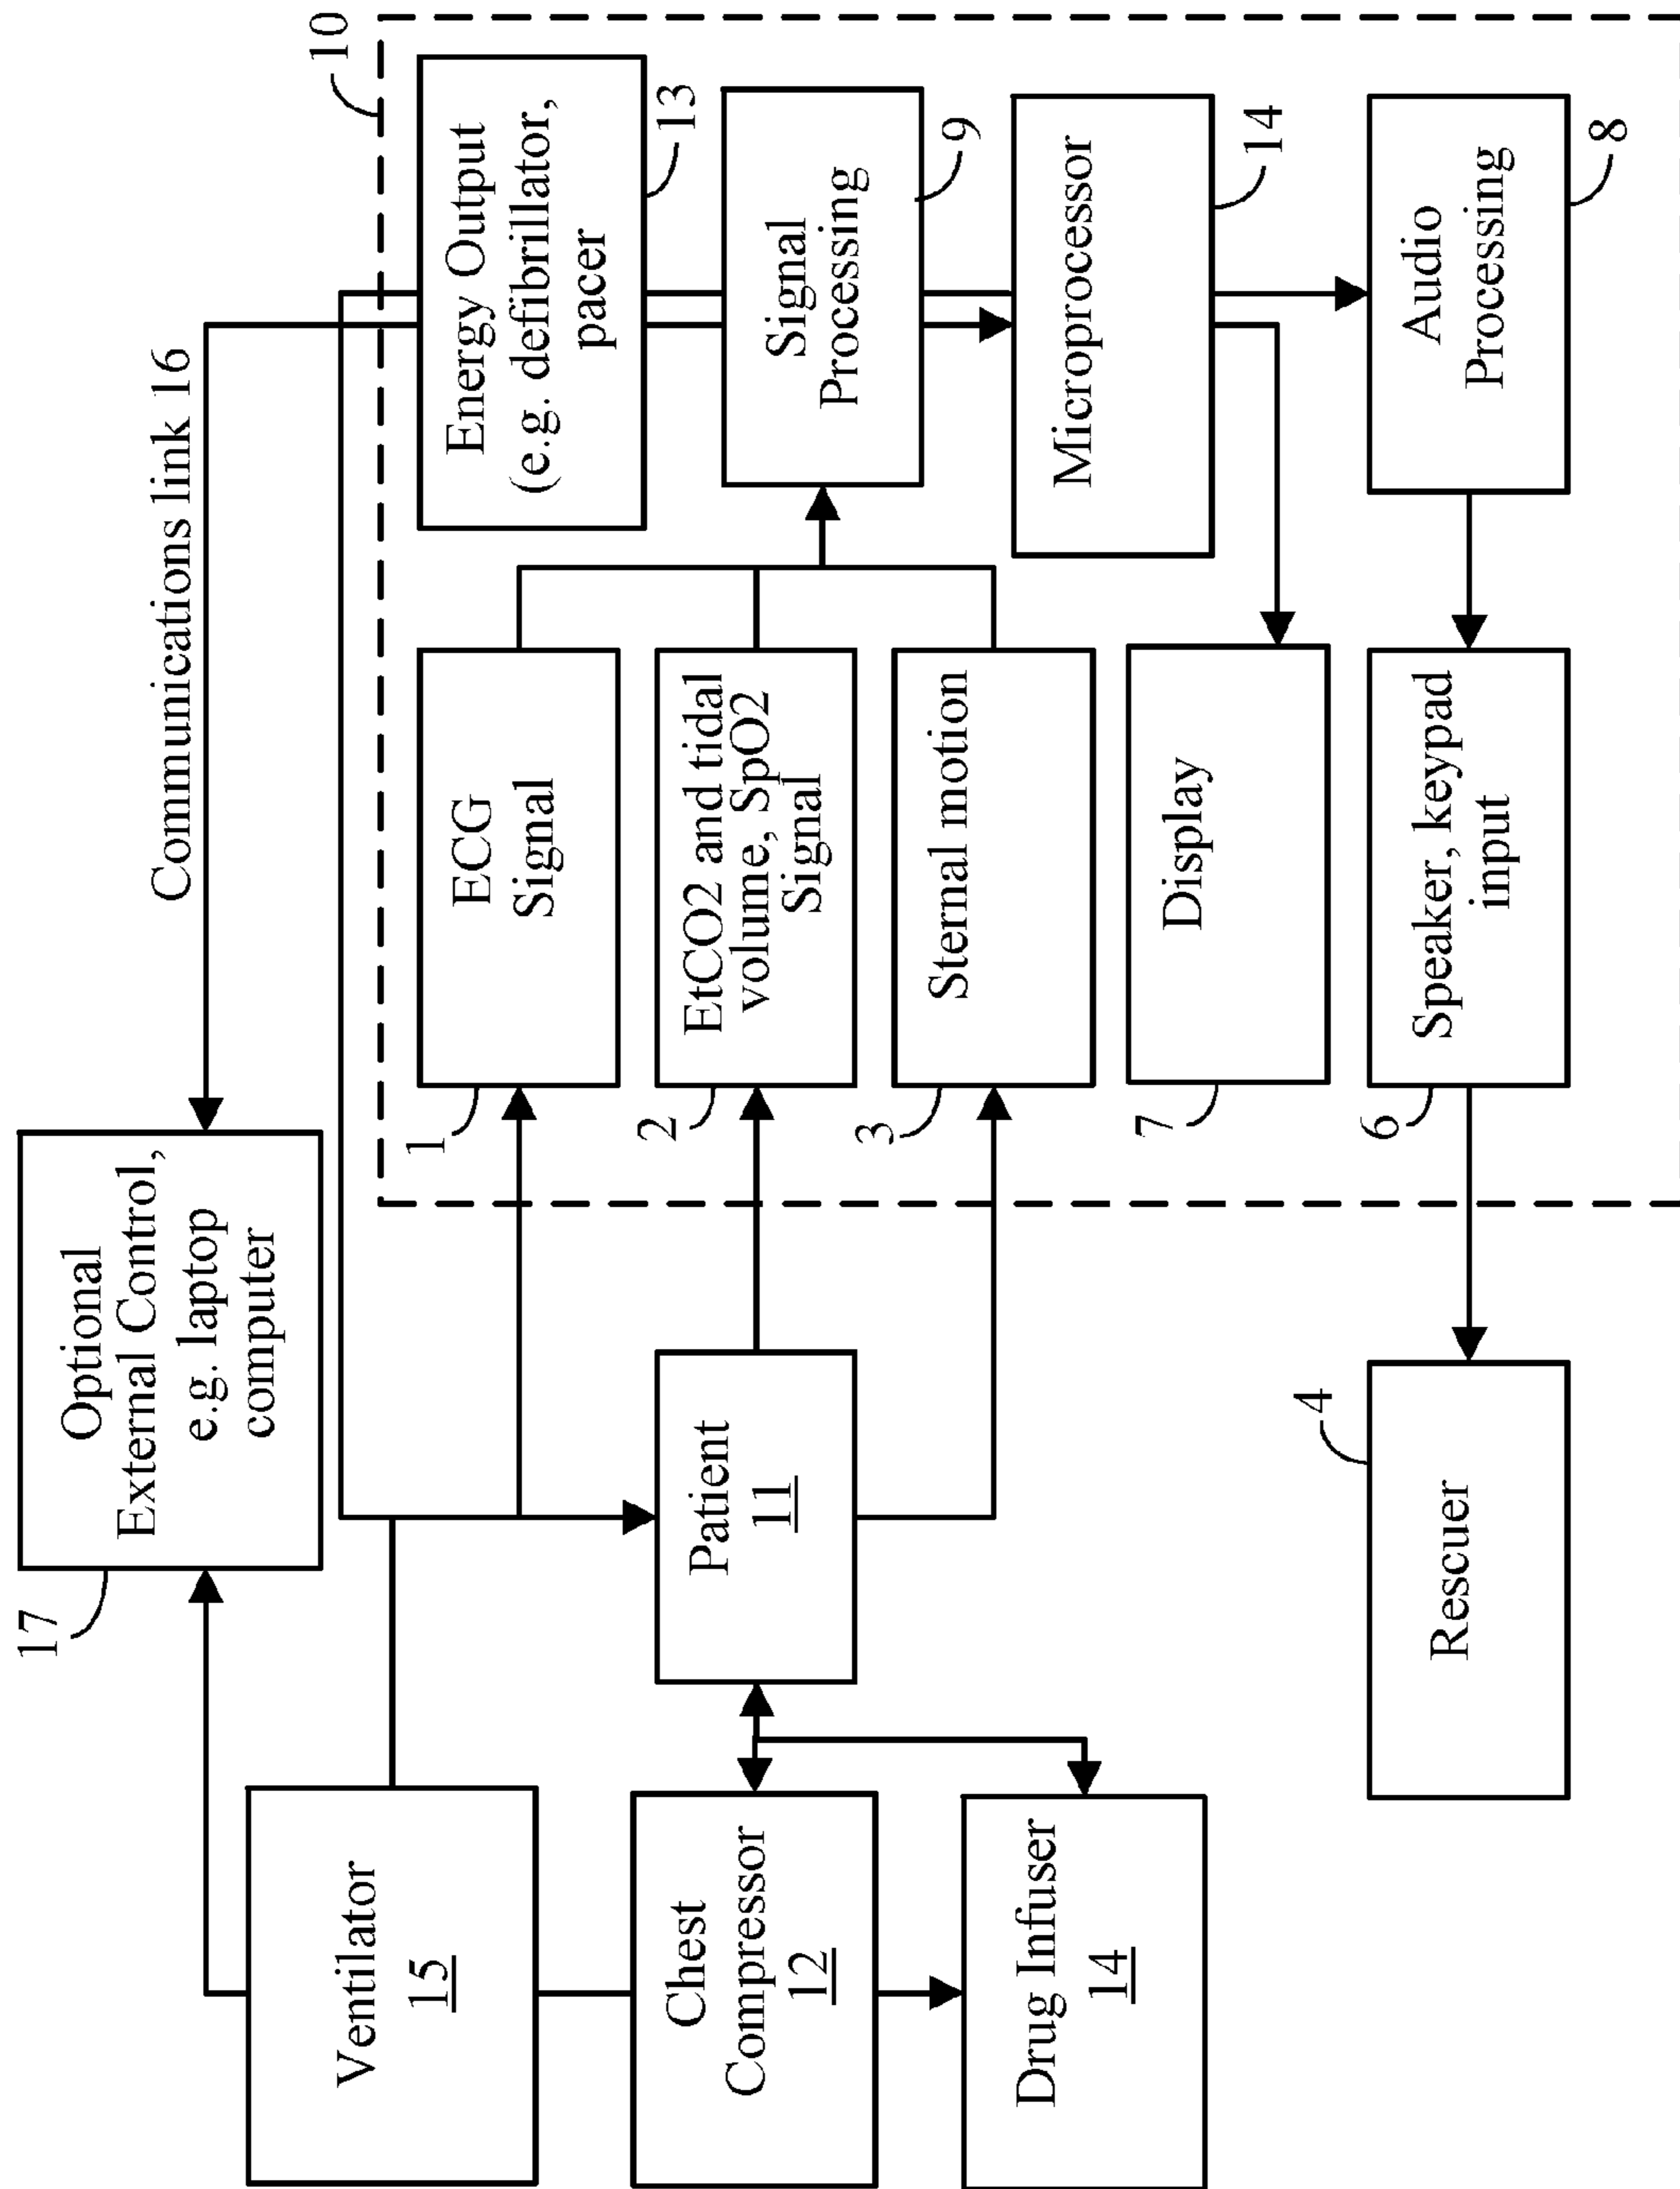 Ventilator
15
Chest
Compressor
12
Drug Infuser
14
17
Optional
External Control,
e.g. laptop
computer
Patient
11
4
Rescuer
Communications link 16
10
1
ECG
Signal
2
EtCO2 and tidal
volume, SpO2
Signal
3
Sternal motion
7
Display
6
Speaker, keypad
input
Energy Output
(e.g. defibrillator,
pacer
13
Signal
Processing
9
Microprocessor
14
Audio
Processing
8